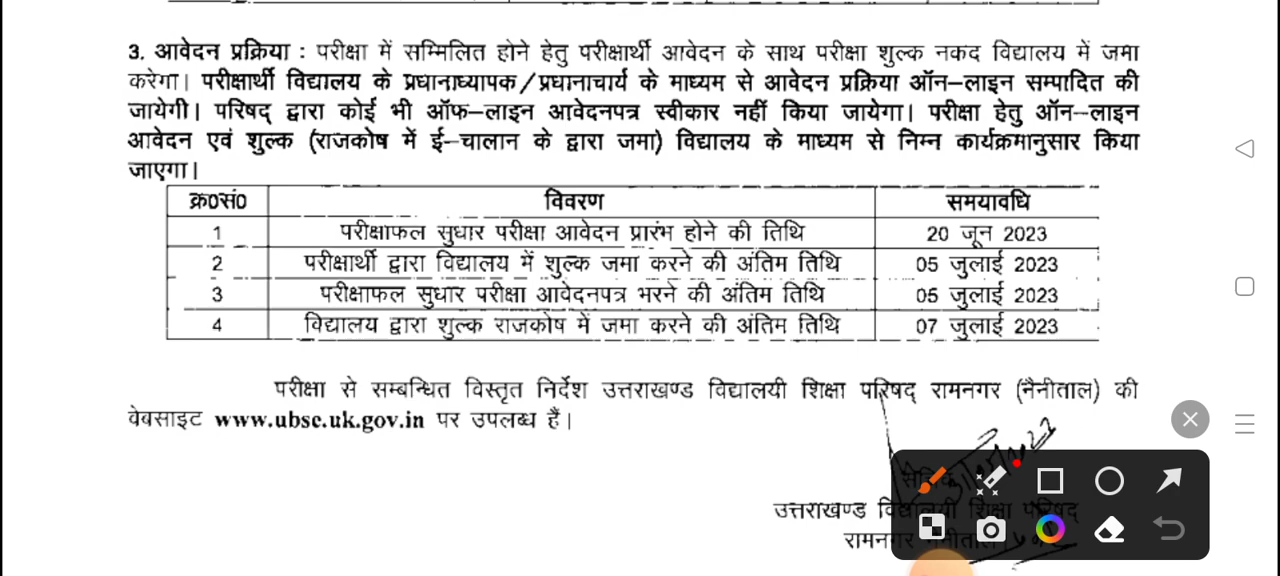 3. आवेदन प्रक्रिया : परीक्षा में सम्मिलित होने हेतु परीक्षार्थी आवेदन के साथ परीक्षा शुल्क नकद विद्यालय में जमा
करेगा। परीक्षार्थी विद्यालय के प्रधानाध्यापक/प्रधानाचार्य के माध्यम से आवेदन प्रक्रिया ऑन–लाइन सम्पादित की
जायेगी। परिषद् द्वारा कोई भी ऑफ–लाइन आवेदनपत्र स्वीकार नहीं किया जायेगा। परीक्षा हेतु ऑन–लाइन
आवेदन एवं शुल्क (राजकोष में ई–चालान के द्वारा जमा) विद्यालय के माध्यम से निम्न कार्यक्रमानुसार किया
जाएगा।
क्र0सं0 विवरण समयावधि
1 परीक्षाफल सुधार परीक्षा आवेदन प्रारंभ होने की तिथि 20 जून 2023
2 परीक्षार्थी द्वारा विद्यालय में शुल्क जमा करने की अंतिम तिथि 05 जुलाई 2023
3 परीक्षाफल सुधार परीक्षा आवेदनपत्र भरने की अंतिम तिथि 05 जुलाई 2023
4 विद्यालय द्वारा शुल्क राजकोष में जमा करने की अंतिम तिथि 07 जुलाई 2023
परीक्षा से सम्बन्धित विस्तृत निर्देश उत्तराखण्ड विद्यालयी शिक्षा परिषद् रामनगर (नैनीताल) की
वेबसाइट www.ubse.uk.gov.in पर उपलब्ध हैं।
सचिव
उत्तराखण्ड विद्यालयी शिक्षा परिषद्
रामनगर नैनीताल